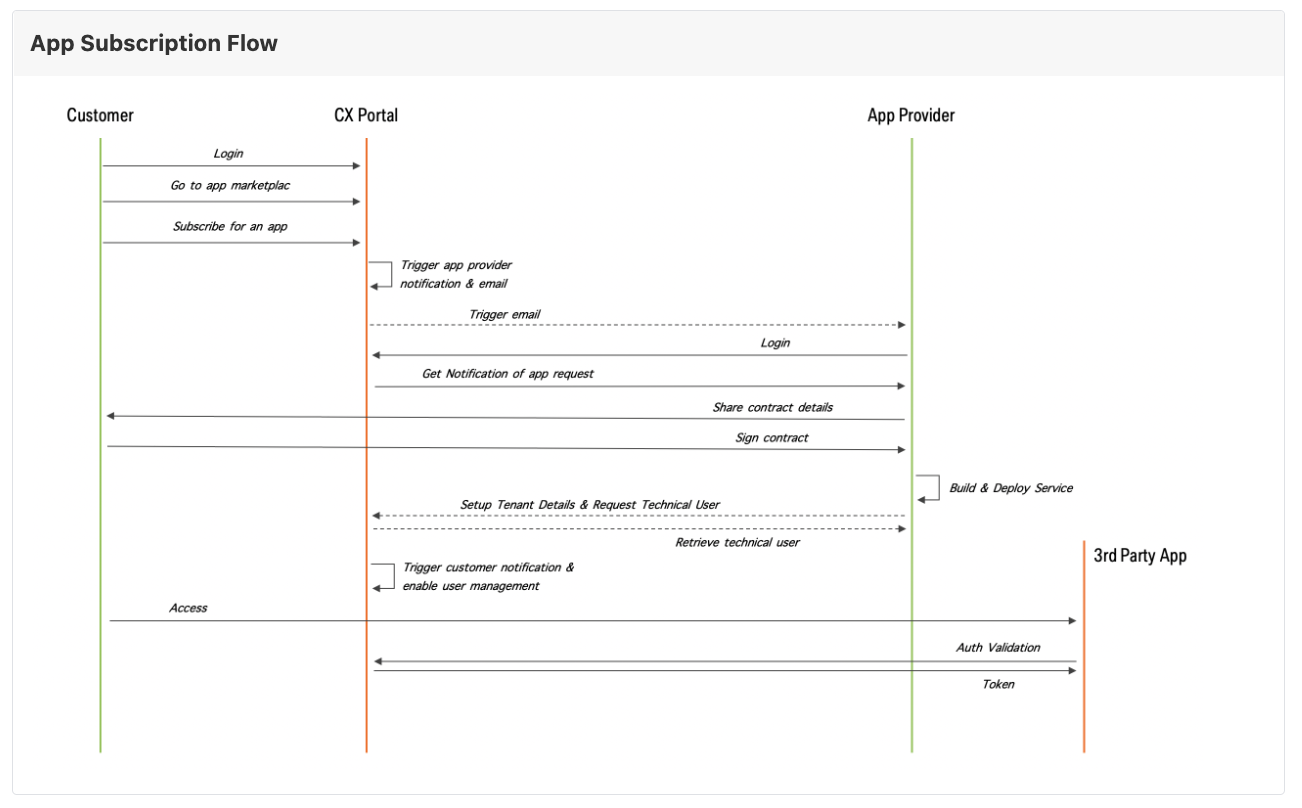 App Subscription Flow
Customer
CX Portal
App Provider
Login
Go to app marketplac
Subscribe for an app
Trigger app provider
notification & email
Trigger email
Login
Get Notification of app request
Share contract details
Sign contract
Build & Deploy Service
Setup Tenant Details & Request Technical User
Retrieve technical user
3rd Party App
Trigger customer notification &
enable user management
Access
Auth Validation
Token